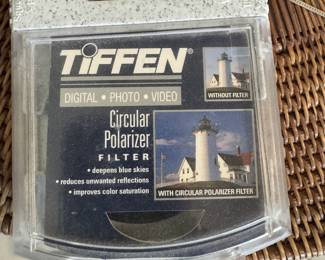 TiFFEN®
DIGITAL • PHOTO • VIDEO
Circular
Polarizer
FILTER
• deepens blue skies
• reduces unwanted reflections
• improves color saturation
WITHOUT FILTER
WITH CIRCULAR POLARIZER FILTER